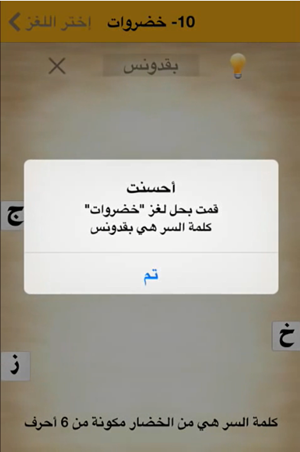 إختر اللغز
10- خضروات
بقدونس
أحسنت
قمت بحل لغز "خضروات"
كلمة السر هي بقدونس
تم
ج
خ
ز
كلمة السر هي من الخضار مكونة من 6 أحرف